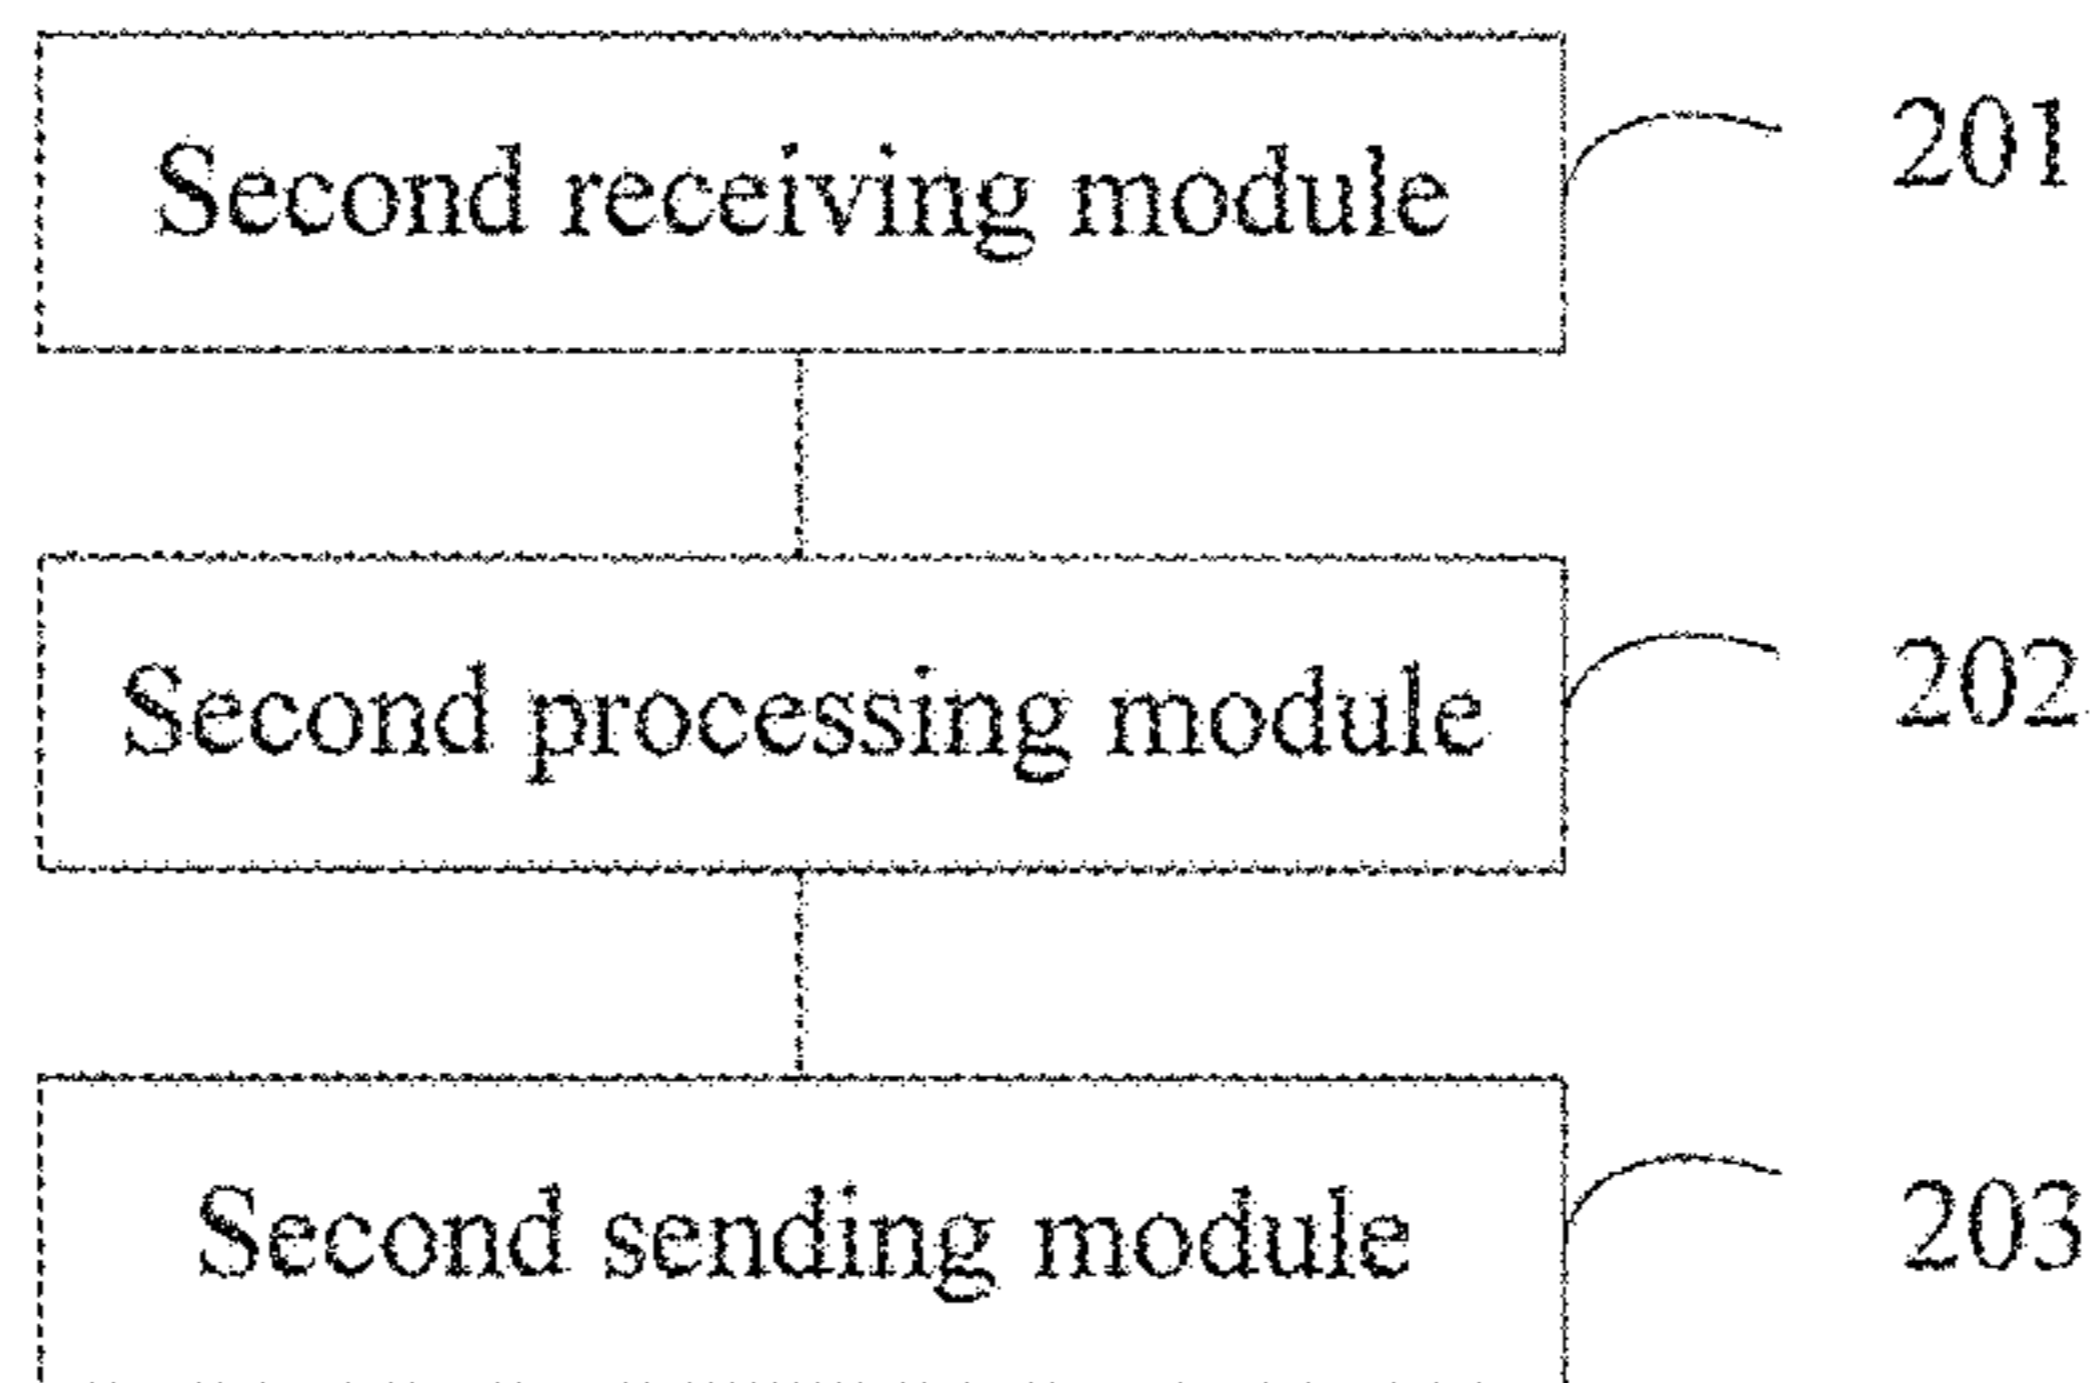 Second receiving module 201
Second processing module 202
Second sending module 203